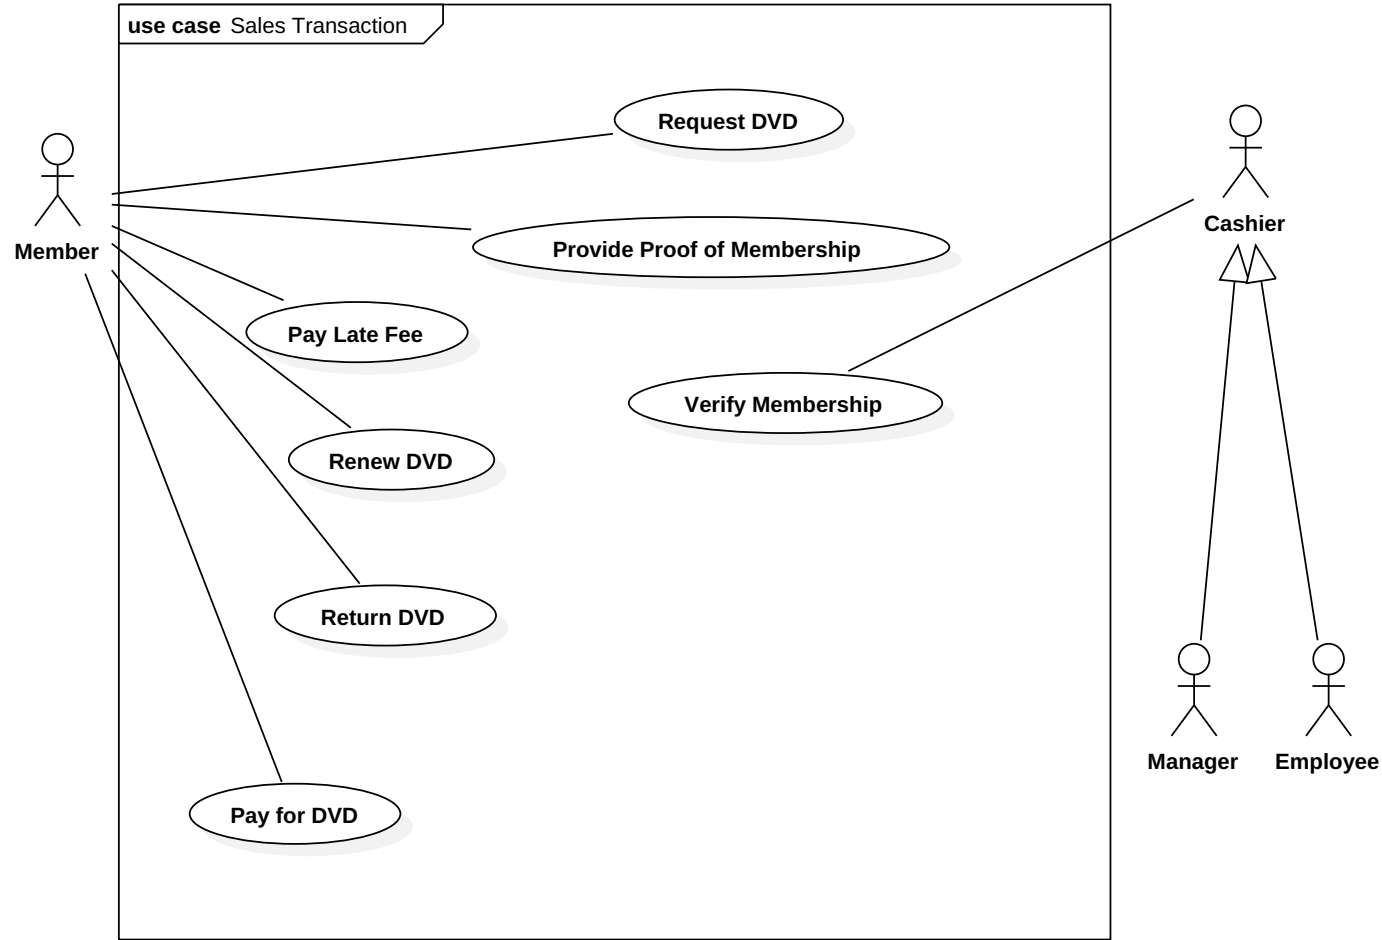 use case Sales Transaction
Request DVD
Cashier
Member
Provide Proof of Membership
Pay Late Fee
Verify Membership
Renew DVD
Return DVD
Manager
Employee
Pay for DVD